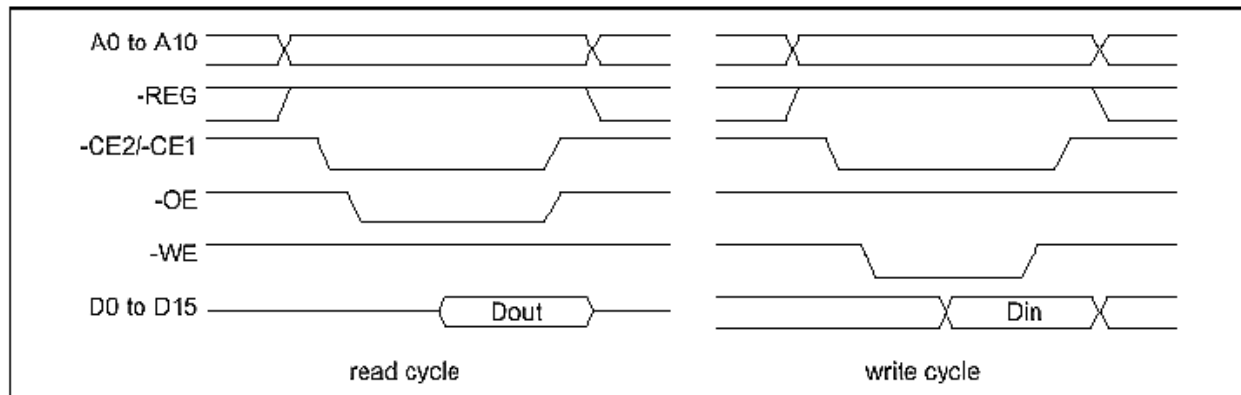 A0 to A10
-REG
-CE2/-CE1
-OE
-WE
D0 to D15
Dout
Din
read cycle
write cycle